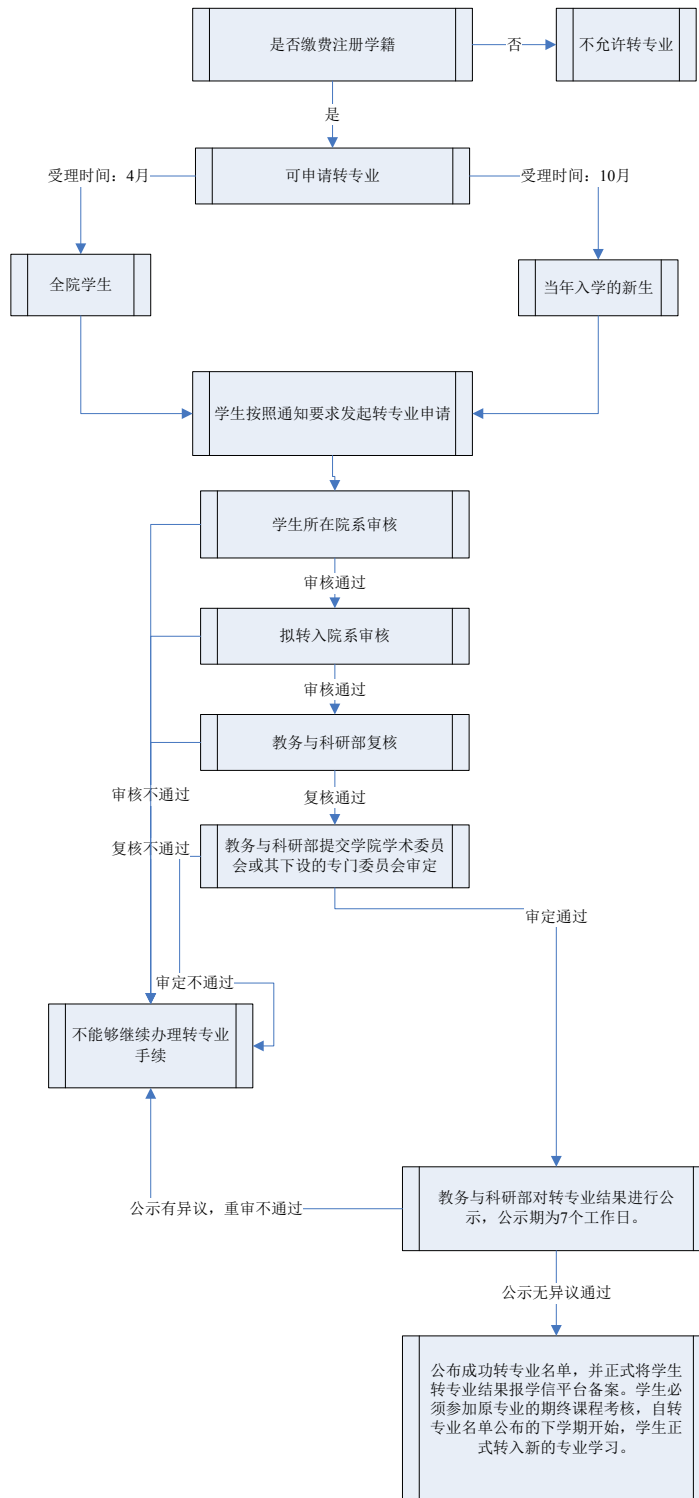 是否缴费注册学籍
否
不允许转专业
是
受理时间：4月
可申请转专业
受理时间：10月
全院学生
当年入学的新生
学生按照通知要求发起转专业申请
学生所在院系审核
审核通过
拟转入院系审核
审核通过
教务与科研部复核
审核不通过
复核通过
复核不通过
教务与科研部提交学院学术委员
会或其下设的专门委员会审定
审定通过
审定不通过
不能够继续办理转专业
手续
教务与科研部对转专业结果进行公
示，公示期为7个工作日。
公示有异议，重审不通过
公示无异议通过
公布成功转专业名单，并正式将学生
转专业结果报学信平台备案。学生必
须参加原专业的期终课程考核，自转
专业名单公布的下学期开始，学生正
式转入新的专业学习。